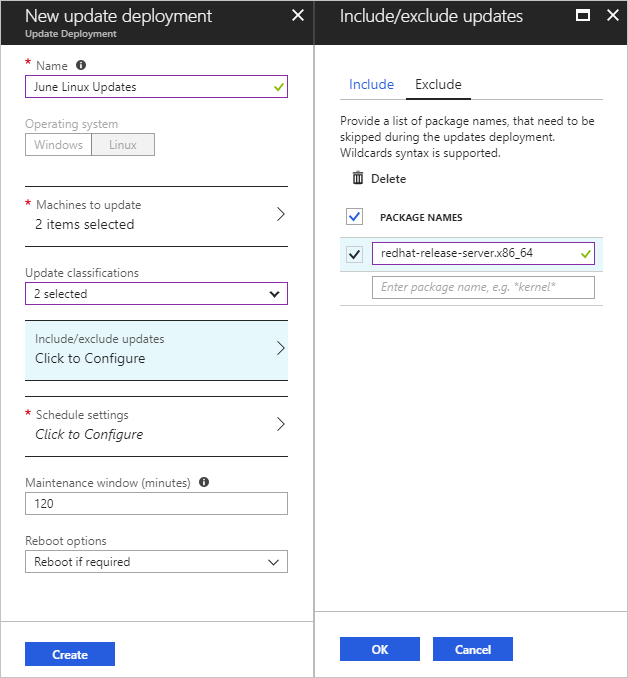 New update deployment
Update Deployment
* Name
June Linux Updates
Operating system
Windows Linux
* Machines to update
2 items selected
Update classifications
2 selected
Include/exclude updates
Click to Configure
* Schedule settings
Click to Configure
Maintenance window (minutes)
120
Reboot options
Reboot if required
Create
Include/exclude updates
Include Exclude
Provide a list of package names, that need to be
skipped during the updates deployment.
Wildcards syntax is supported.
Delete
PACKAGE NAMES
redhat-release-server.x86_64
Enter package name, e.g. *kernel*
OK Cancel